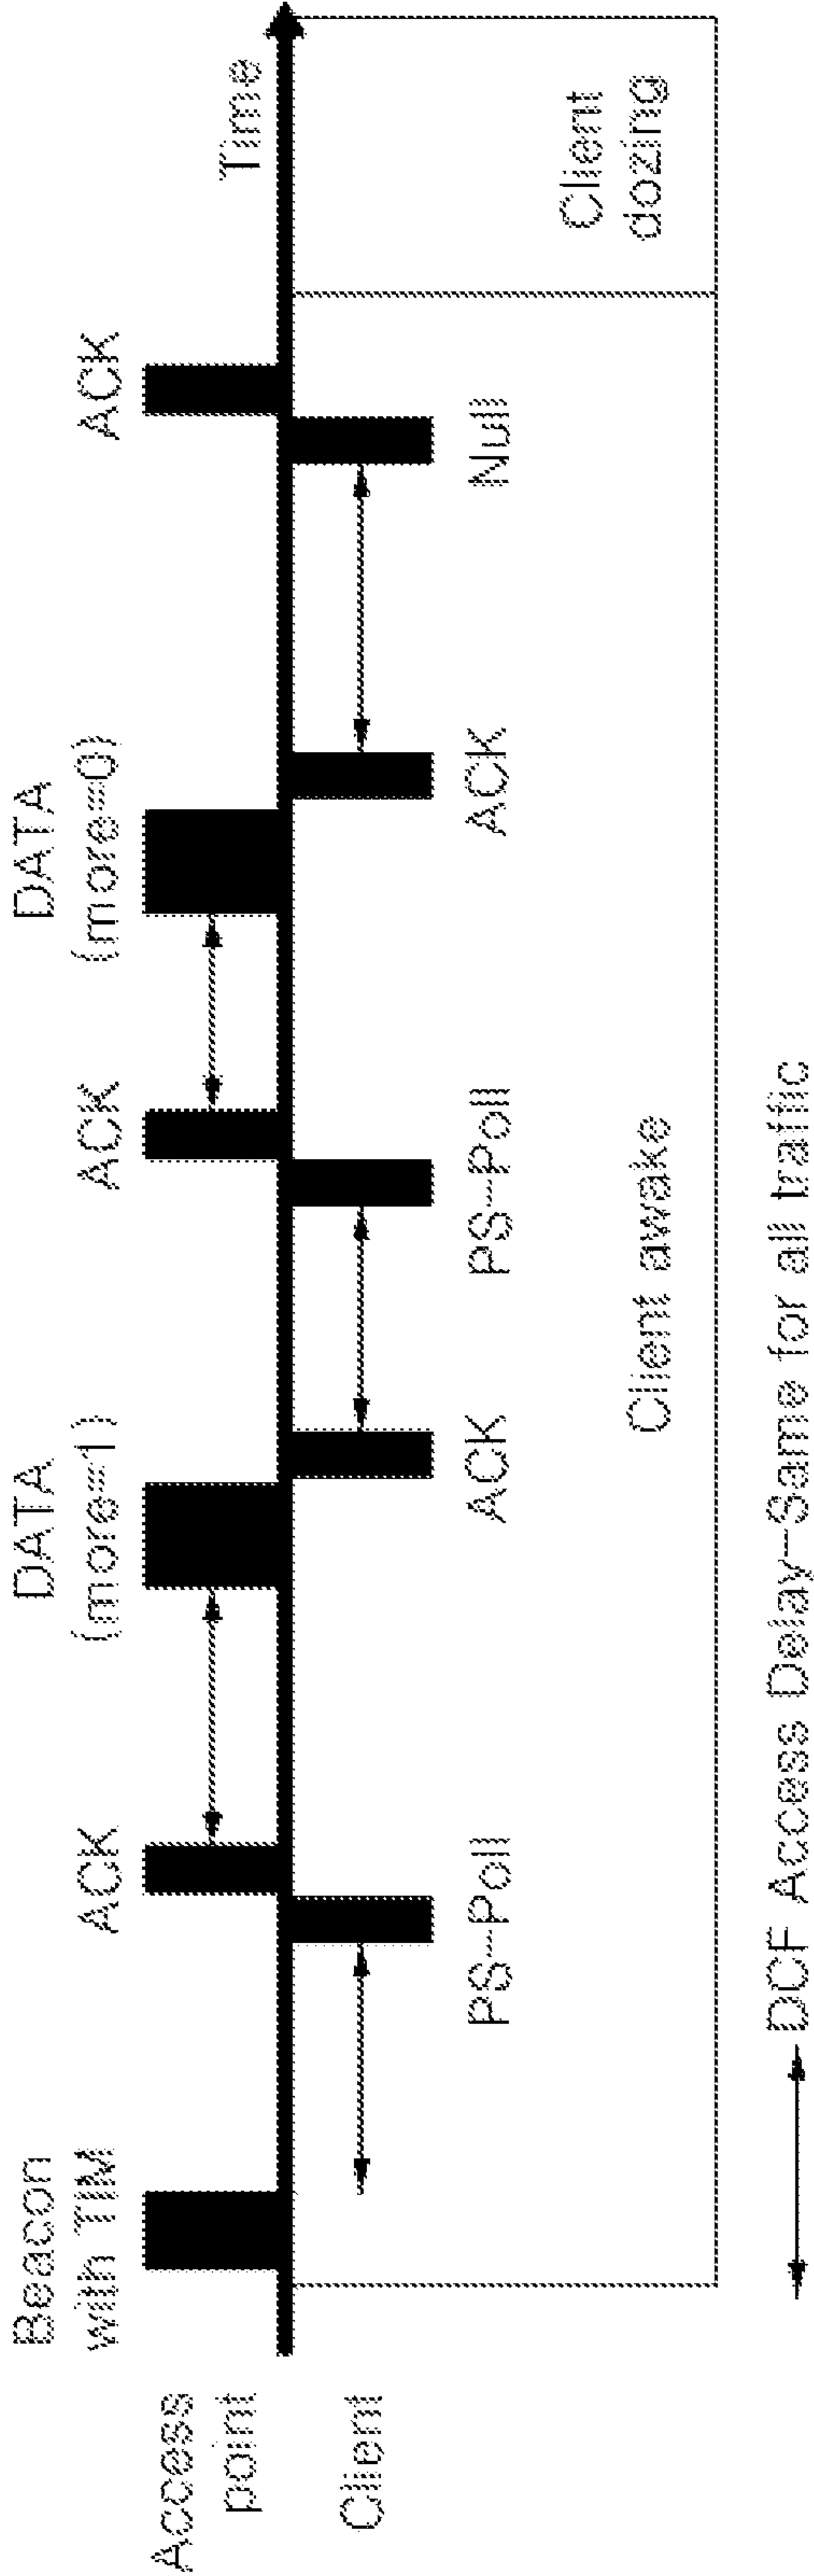 Beacon
with TIM
ACK
DATA
(more=1)
ACK
DATA
(more=0)
ACK
Time
Access
point
Client
PS-Poll
ACK
PS-Poll
ACK
Null
Client awake
Client
dozing
DCF Access Delay-Same for all traffic